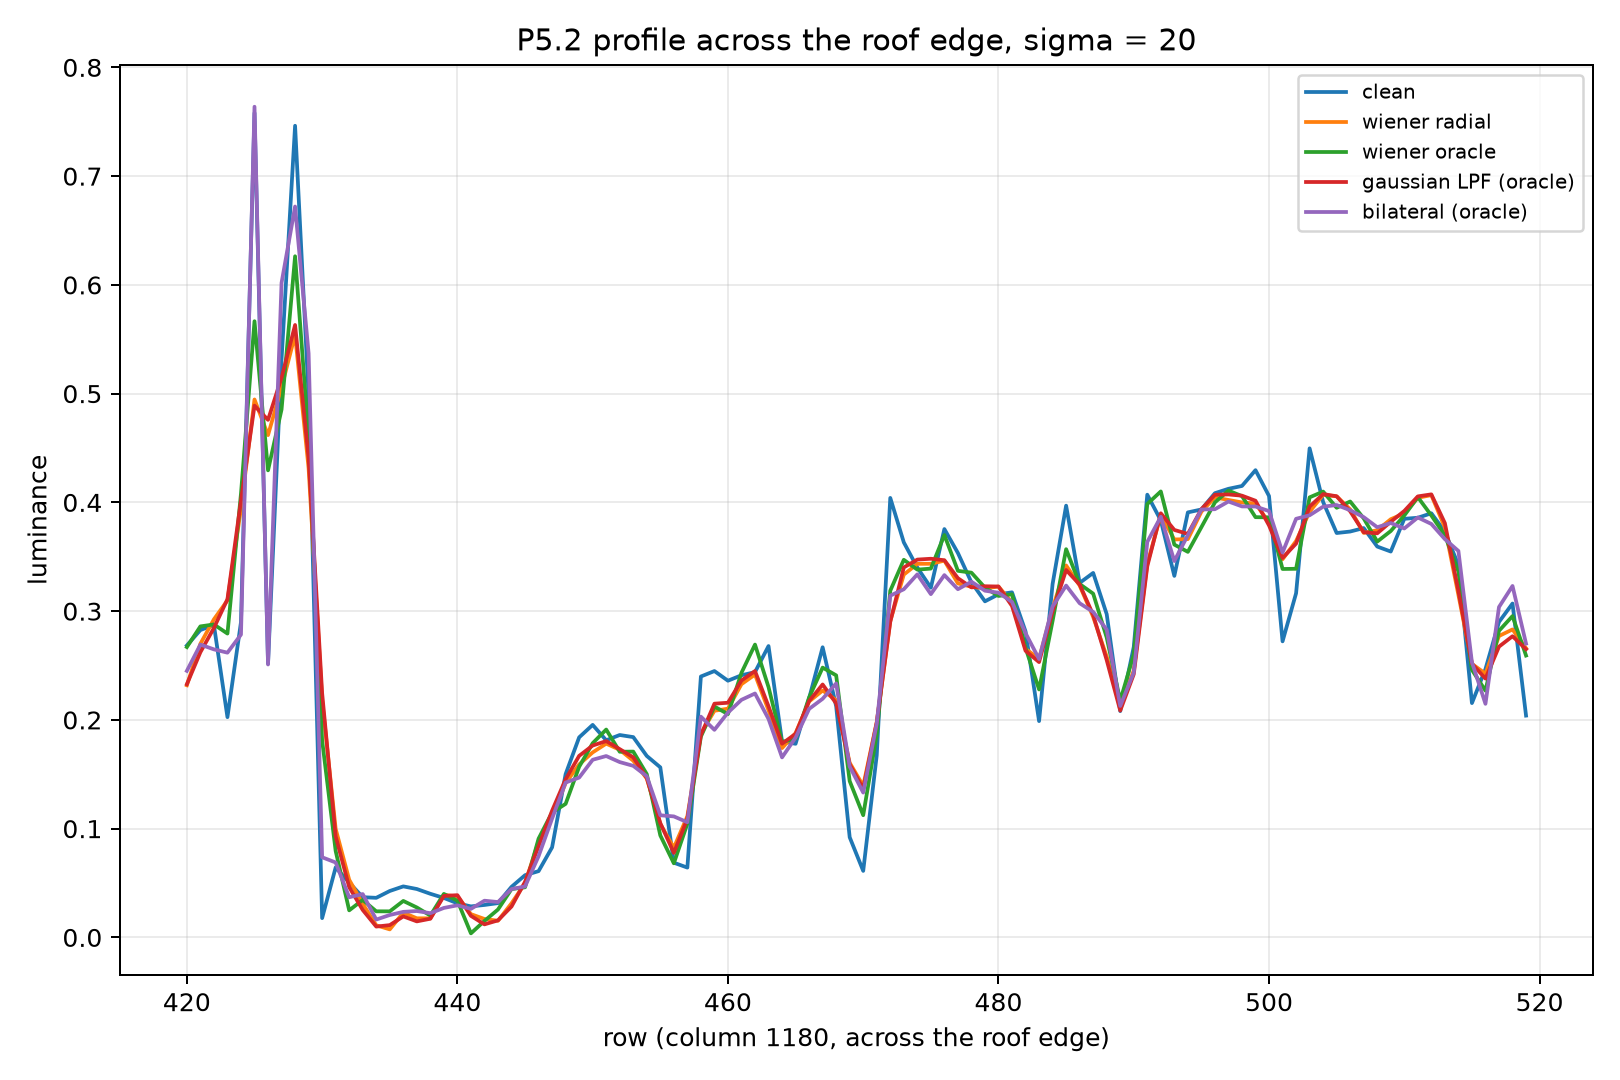 P5.2 profile across the roof edge, sigma = 20
0.8
0.7
0.6
0.5
0.4
0.3
0.2
0.1
0.0
luminance
clean
wiener radial
wiener oracle
gaussian LPF (oracle)
bilateral (oracle)
420 440 460 480 500 520
row (column 1180, across the roof edge)